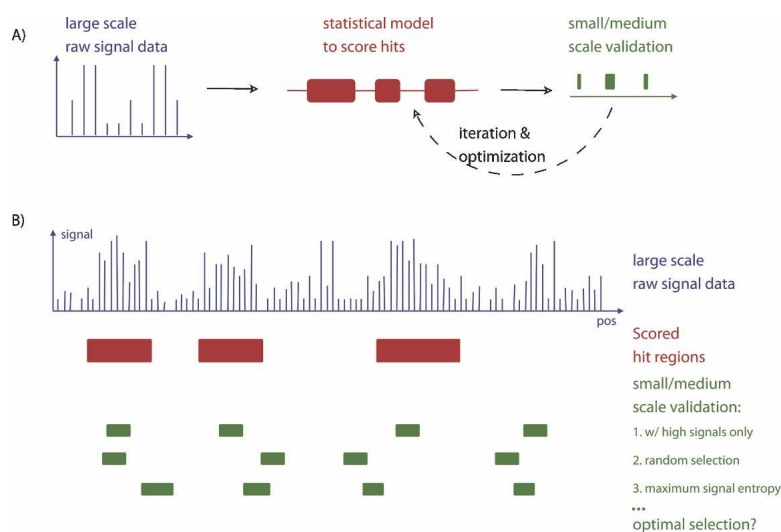 A)
large scale
raw signal data
statistical model
to score hits
small/medium
scale validation
iteration &
optimization
B)
signal
pos
large scale
raw signal data
Scored
hit regions
small/medium
scale validation:
1. w/ high signals only
2. random selection
3. maximum signal entropy
...
optimal selection?